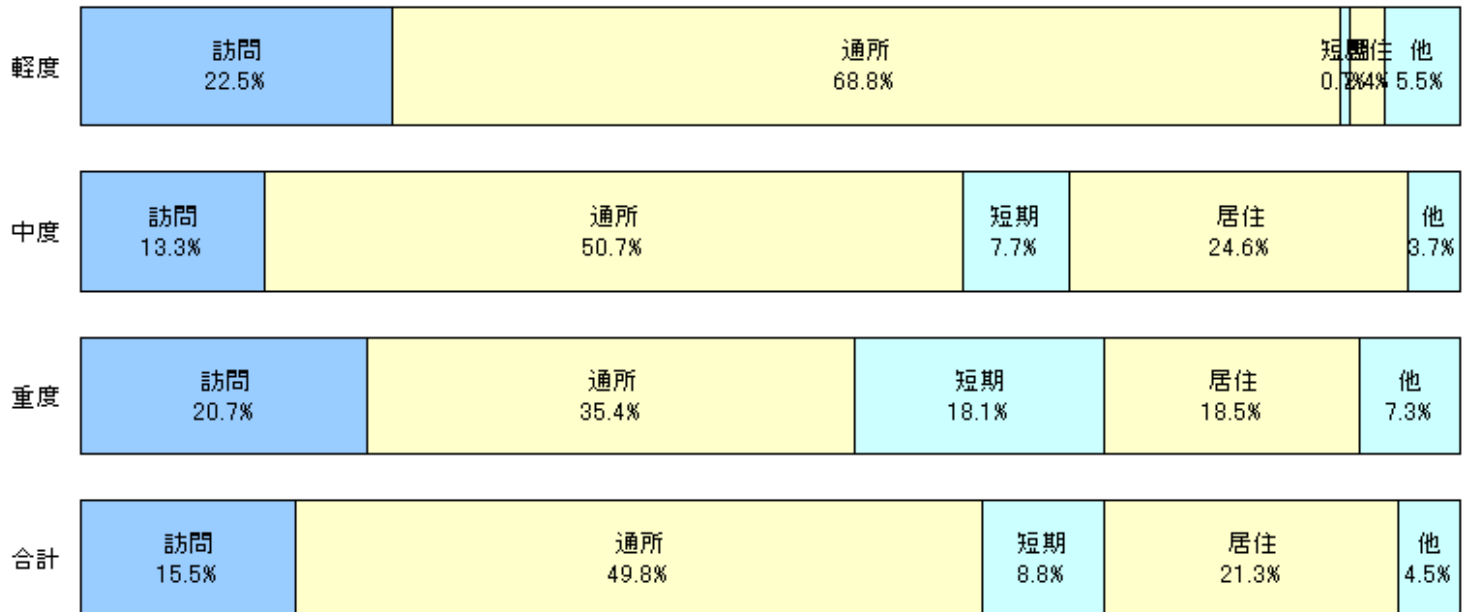 軽度
訪問
22.5%
通所
68.8%
他
5.5%
中度
訪問
13.3%
通所
50.7%
短期
7.7%
居住
24.6%
他
3.7%
重度
訪問
20.7%
通所
35.4%
短期
18.1%
居住
18.5%
他
7.3%
合計
訪問
15.5%
通所
49.8%
短期
8.8%
居住
21.3%
他
4.5%